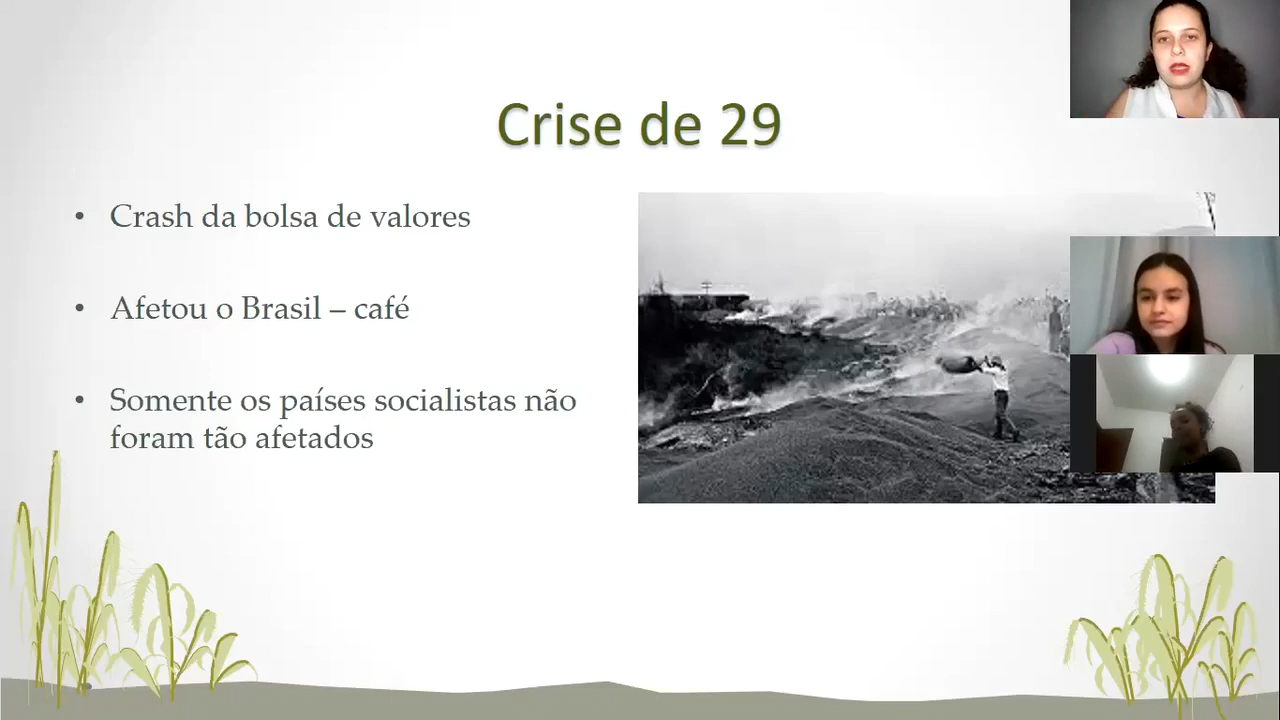 Crise de 29
• Crash da bolsa de valores
• Afetou o Brasil – café
• Somente os países socialistas não
foram tão afetados